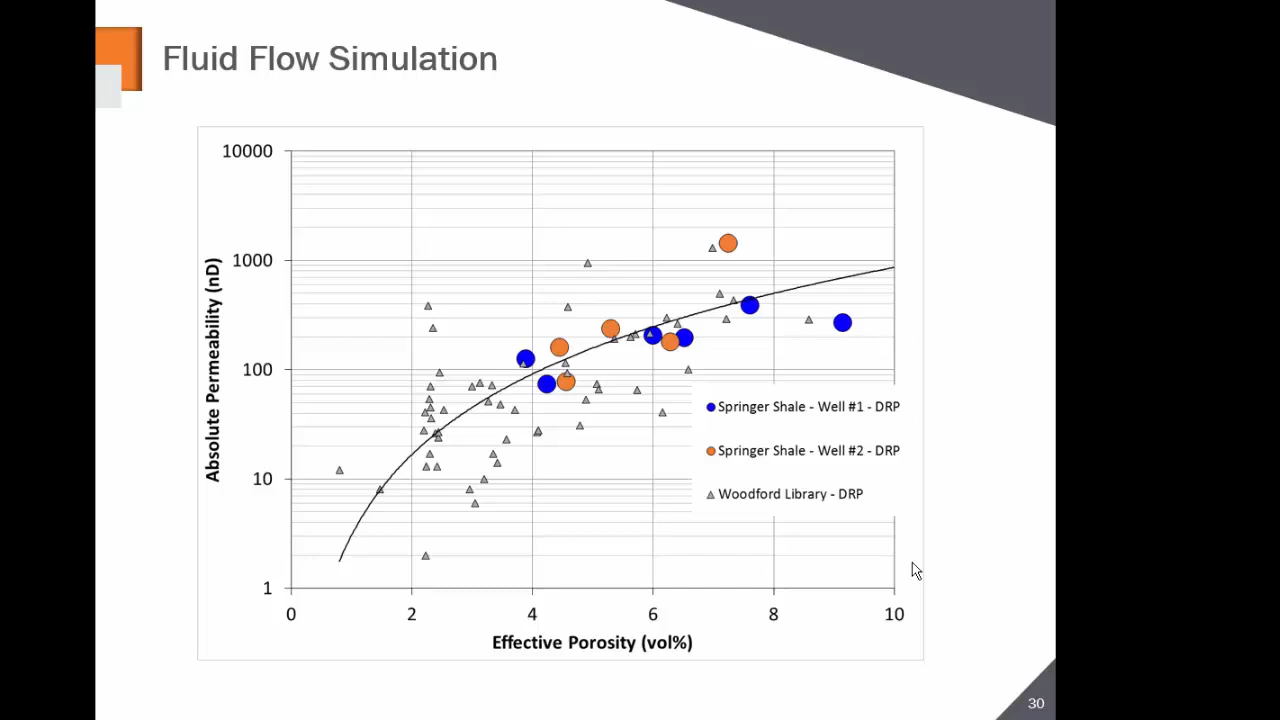 Fluid Flow Simulation
10000
1000
100
10
1
Absolute Permeability (nD)
0 2 4 6 8 10
Effective Porosity (vol%)
Springer Shale - Well #1 - DRP
Springer Shale - Well #2 - DRP
Woodford Library - DRP
30